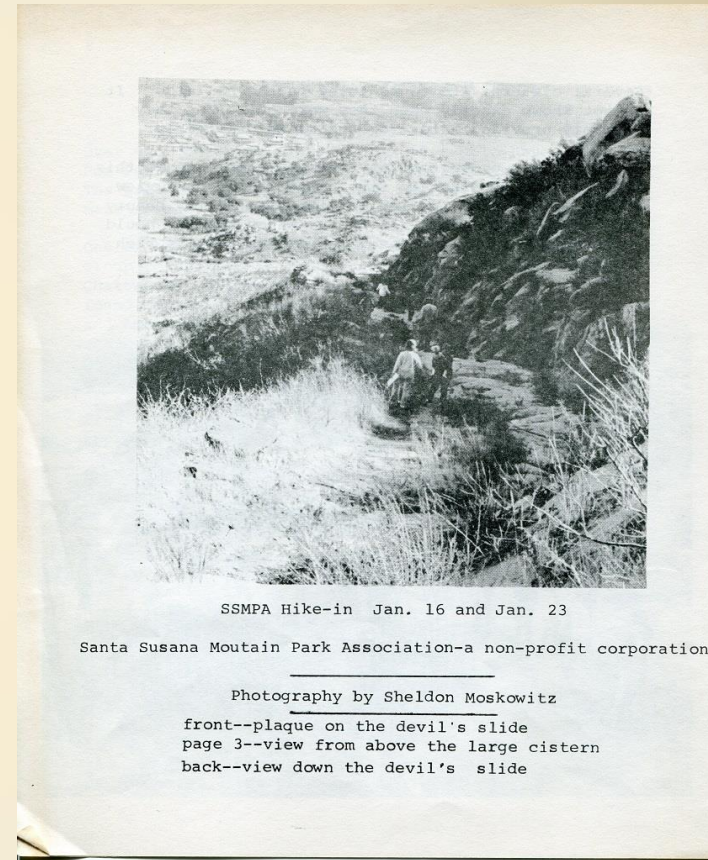 SSMPA Hike-in  Jan. 16 and Jan. 23
Santa Susana Moutain Park Association-a non-profit corporation
Photography by Sheldon Moskowitz
front--plaque on the devil's slide
page 3--view from above the large cistern
back--view down the devil's  slide